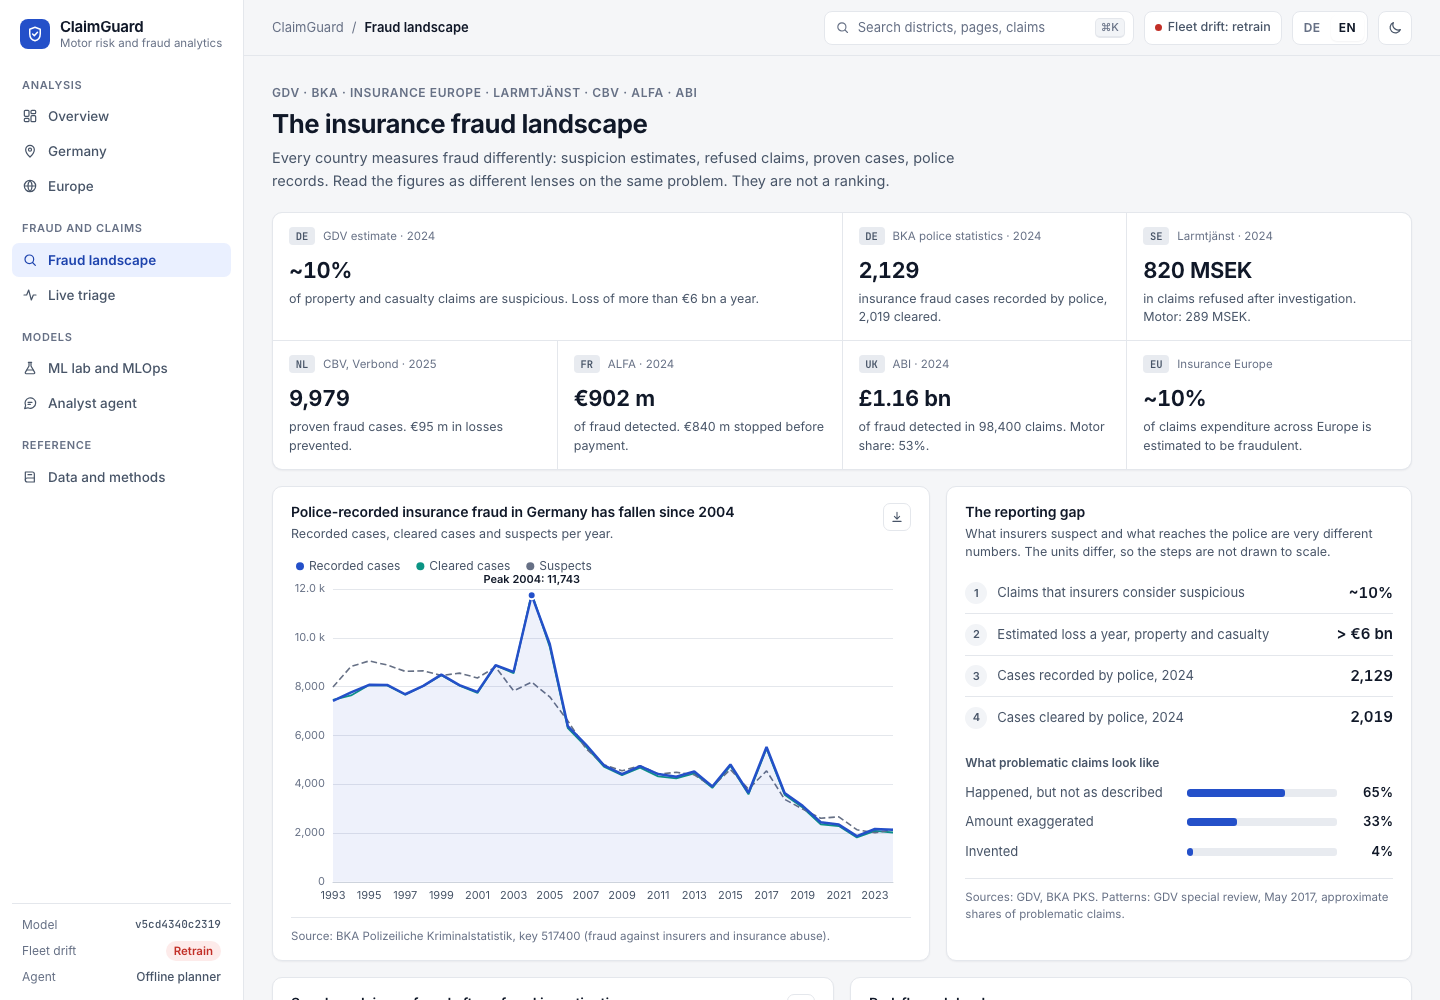 ClaimGuard
Motor risk and fraud analytics
ANALYSIS
Overview
Germany
Europe
FRAUD AND CLAIMS
Fraud landscape
Live triage
MODELS
ML lab and MLOps
Analyst agent
REFERENCE
Data and methods
Model v5cd4340c2319
Fleet drift Retrain
Agent Offline planner
ClaimGuard / Fraud landscape
Search districts, pages, claims ⌘K
Fleet drift: retrain
DE EN
GDV · BKA · INSURANCE EUROPE · LARMTJÄNST · CBV · ALFA · ABI
The insurance fraud landscape
Every country measures fraud differently: suspicion estimates, refused claims, proven cases, police
records. Read the figures as different lenses on the same problem. They are not a ranking.
DE GDV estimate · 2024
~10%
of property and casualty claims are suspicious. Loss of more than €6 bn a year.
DE BKA police statistics · 2024
2,129
insurance fraud cases recorded by police,
2,019 cleared.
SE Larmtjänst · 2024
820 MSEK
in claims refused after investigation.
Motor: 289 MSEK.
NL CBV, Verbond · 2025
9,979
proven fraud cases. €95 m in losses
prevented.
FR ALFA · 2024
€902 m
of fraud detected. €840 m stopped before
payment.
UK ABI · 2024
£1.16 bn
of fraud detected in 98,400 claims. Motor
share: 53%.
EU Insurance Europe
~10%
of claims expenditure across Europe is
estimated to be fraudulent.
Police-recorded insurance fraud in Germany has fallen since 2004
Recorded cases, cleared cases and suspects per year.
Recorded cases Cleared cases Suspects
Peak 2004: 11,743
12.0 k
10.0 k
8,000
6,000
4,000
2,000
0
1993 1995 1997 1999 2001 2003 2005 2007 2009 2011 2013 2015 2017 2019 2021 2023
Source: BKA Polizeiliche Kriminalstatistik, key 517400 (fraud against insurers and insurance abuse).
The reporting gap
What insurers suspect and what reaches the police are very different
numbers. The units differ, so the steps are not drawn to scale.
1 Claims that insurers consider suspicious ~10%
2 Estimated loss a year, property and casualty > €6 bn
3 Cases recorded by police, 2024 2,129
4 Cases cleared by police, 2024 2,019
What problematic claims look like
Happened, but not as described 65%
Amount exaggerated 33%
Invented 4%
Sources: GDV, BKA PKS. Patterns: GDV special review, May 2017, approximate
shares of problematic claims.